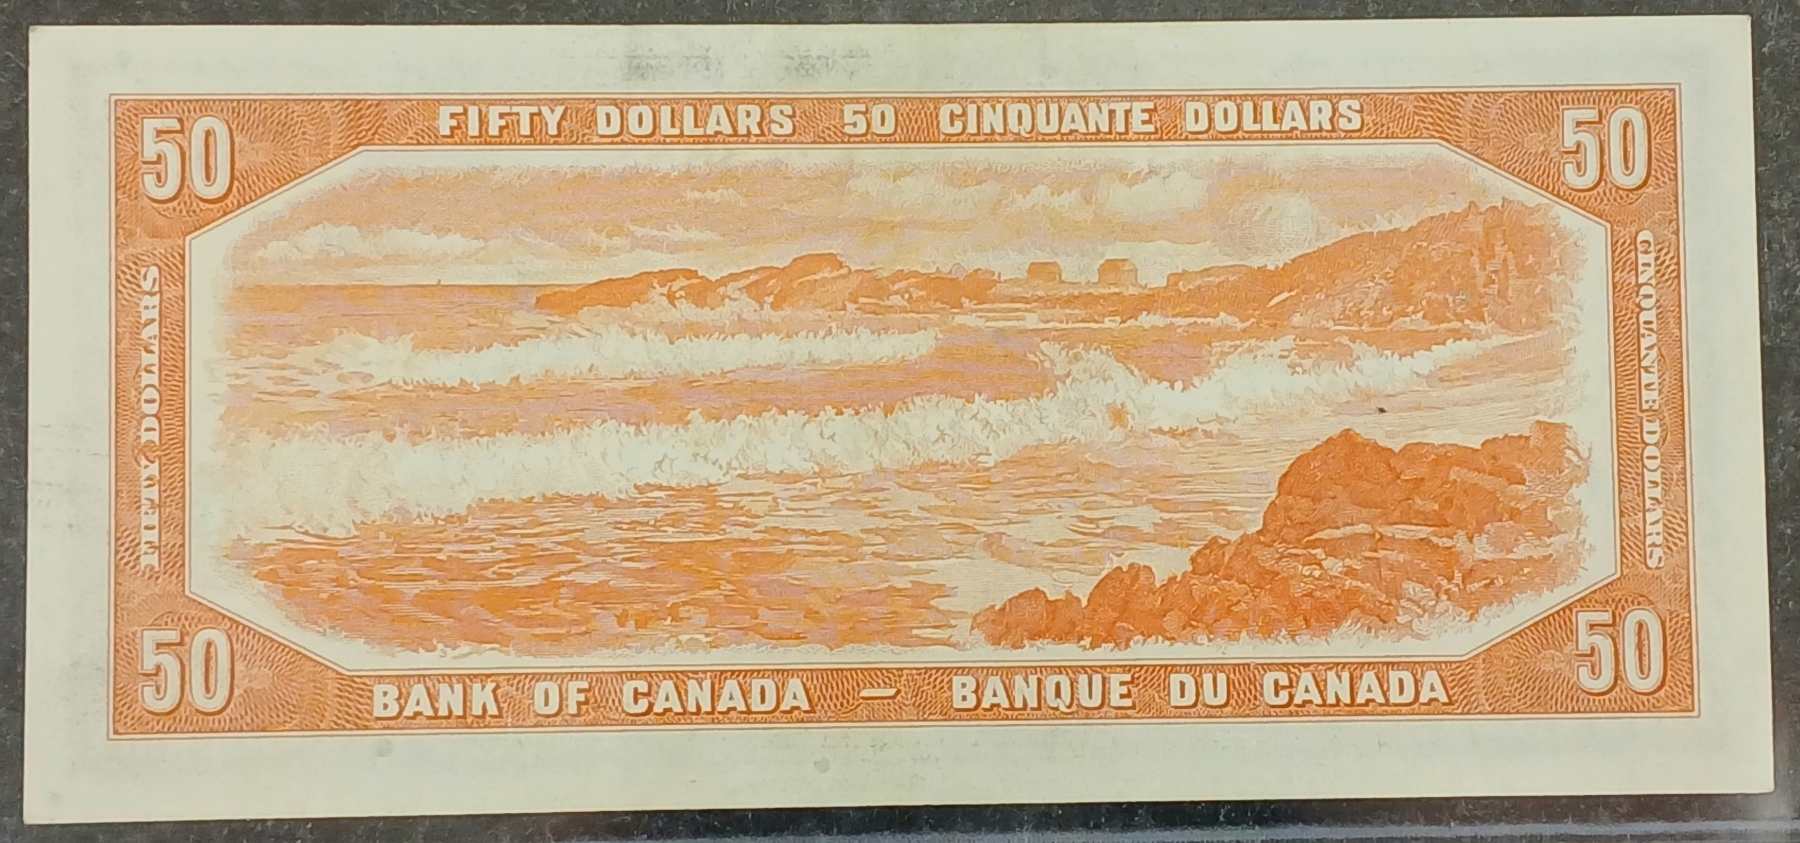 FIFTY DOLLARS 50 CINQUANTE DOLLARS
50
50
FIFTY DOLLARS
CINQUANTE DOLLARS
50
50
BANK OF CANADA — BANQUE DU CANADA